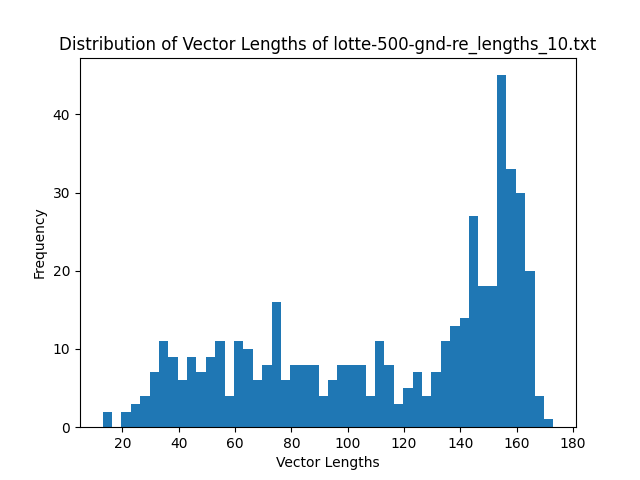 Distribution of Vector Lengths of lotte-500-gnd-re_lengths_10.txt
40
30
20
10
0
Frequency
20 40 60 80 100 120 140 160 180
Vector Lengths